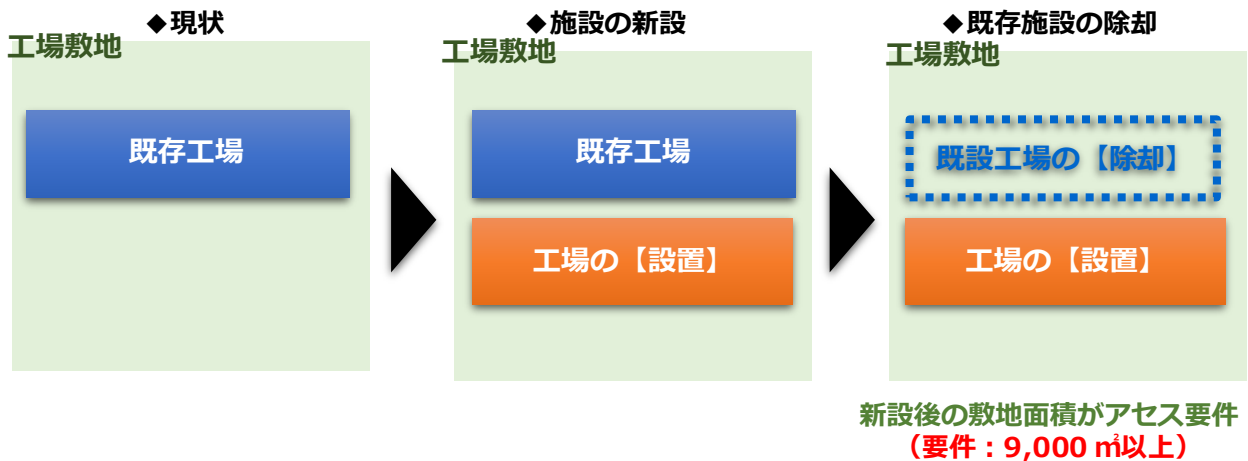 ◆現状
工場敷地
既存工場
◆施設の新設
工場敷地
既存工場
工場の【設置】
◆既存施設の除却
工場敷地
既設工場の【除却】
工場の【設置】
新設後の敷地面積がアセス要件
（要件：9,000 ㎡以上）